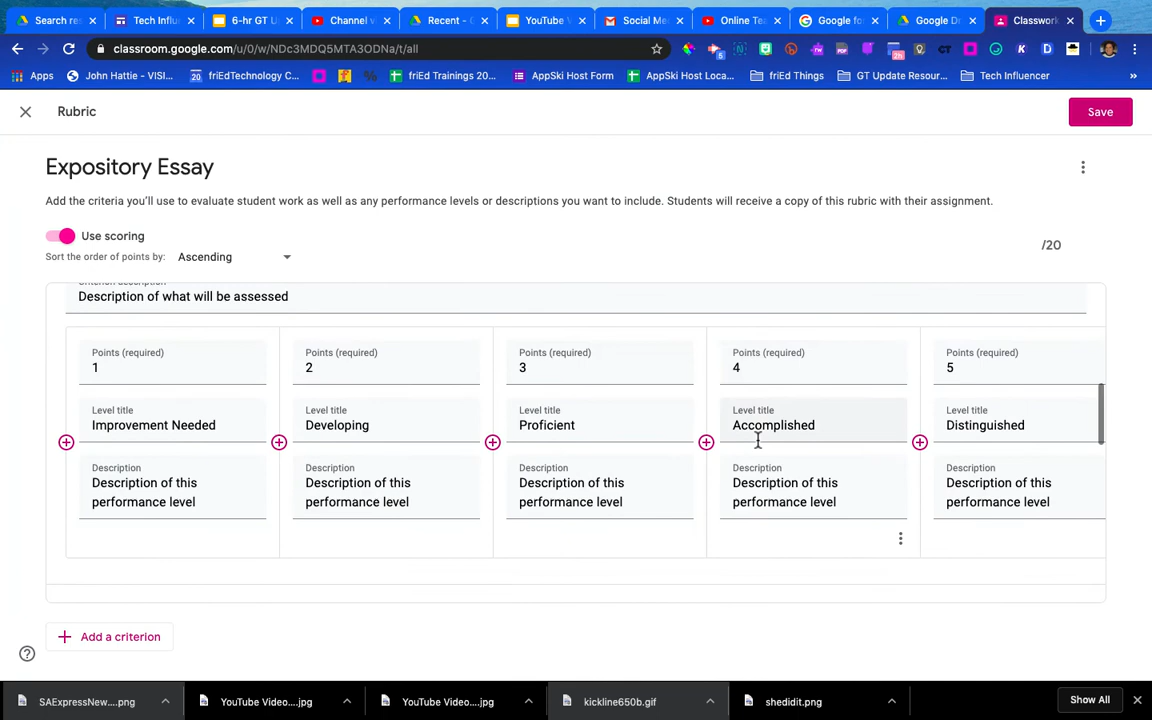 Search res
Tech Influ
6-hr GT U
Channel v
Recent - G
YouTube V
Social Me
Online Tea
Google for
Google Dr
Classwork
classroom.google.com/u/0/w/NDc3MDQ5MTA3ODNa/t/all
Apps
John Hattie - VISI...
friEdTechnology C...
friEd Trainings 20...
AppSki Host Form
AppSki Host Loca...
friEd Things
GT Update Resour...
Tech Influencer
Rubric
Save
Expository Essay
Add the criteria you'll use to evaluate student work as well as any performance levels or descriptions you want to include. Students will receive a copy of this rubric with their assignment.
Use scoring
Sort the order of points by: Ascending
/20
Description of what will be assessed
Points (required) Points (required) Points (required) Points (required) Points (required)
1 2 3 4 5
Level title Level title Level title Level title Level title
Improvement Needed Developing Proficient Accomplished Distinguished
Description Description Description Description Description
Description of this Description of this Description of this Description of this Description of this
performance level performance level performance level performance level performance level
Add a criterion
SAExpressNew....png
YouTube Video....jpg
YouTube Video....jpg
kickline650b.gif
shedidit.png
Show All